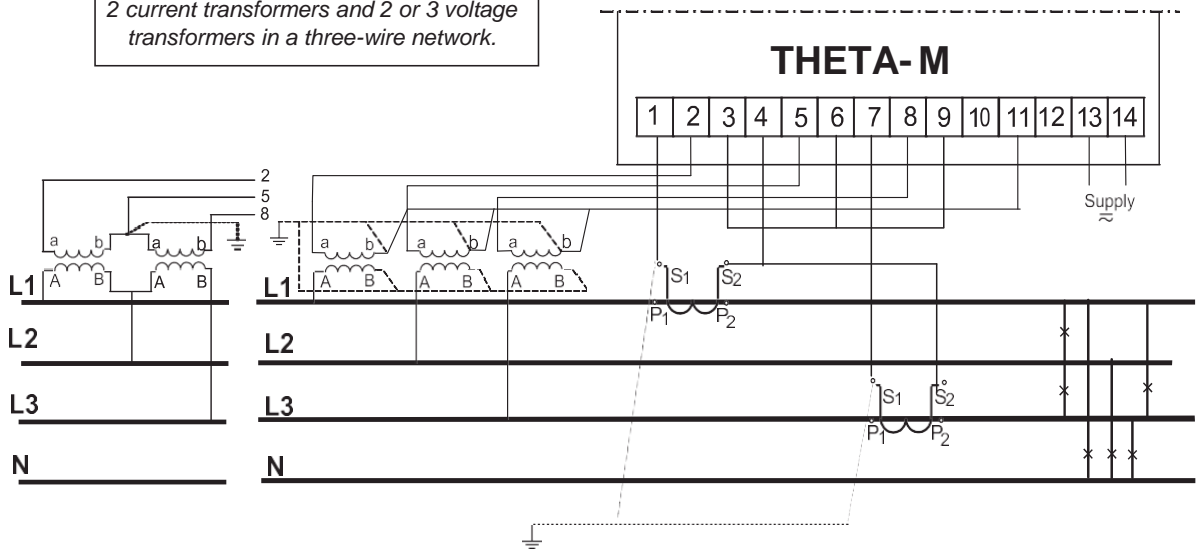 2 current transformers and 2 or 3 voltage
transformers in a three-wire network.
THETA-M
1 2 3 4 5 6 7 8 9 10 11 12 13 14
2
5
8
Supply
a b a b
a b a b a b
A B A B
A B A B A B
S1 S2
L1
L1
P1 P2
L2
L2
S1 S2
L3
L3
P1 P2
N
N